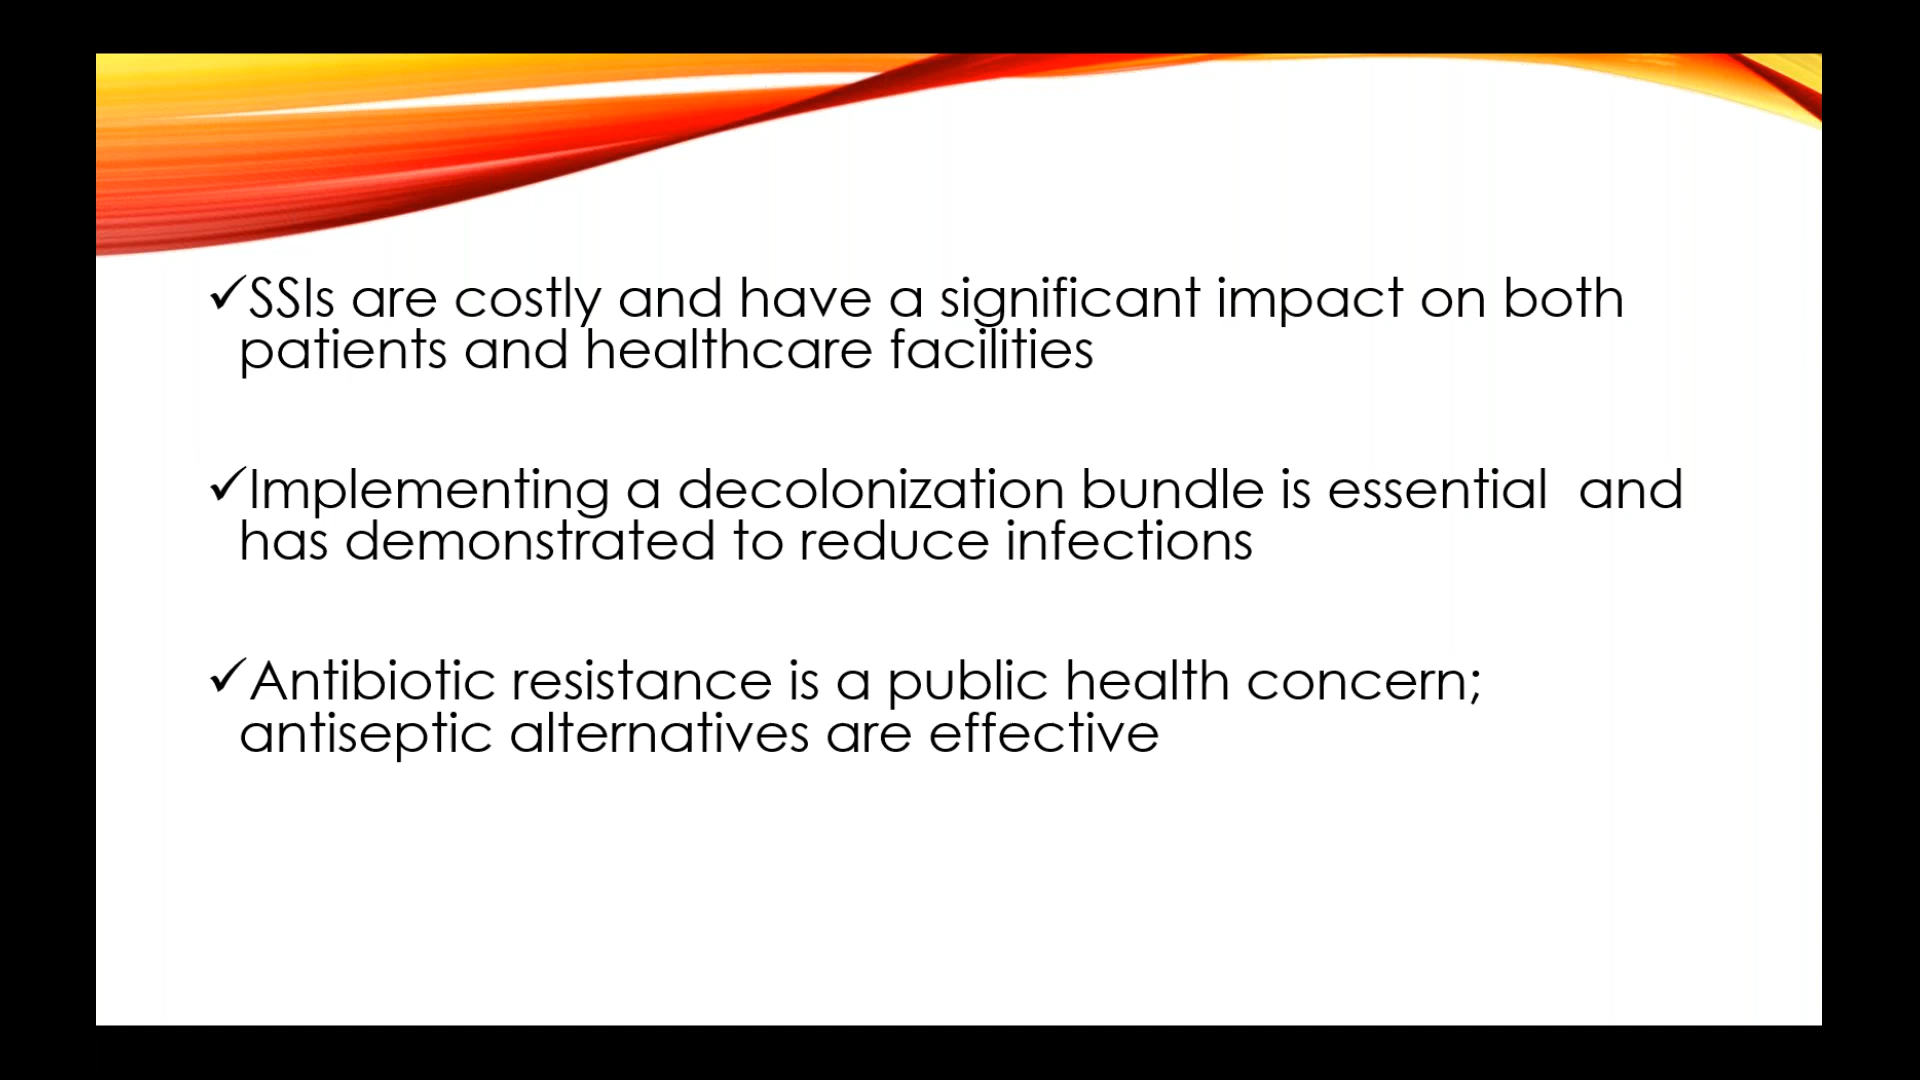 ✓SSIs are costly and have a significant impact on both
patients and healthcare facilities
✓Implementing a decolonization bundle is essential  and
has demonstrated to reduce infections
✓Antibiotic resistance is a public health concern;
antiseptic alternatives are effective